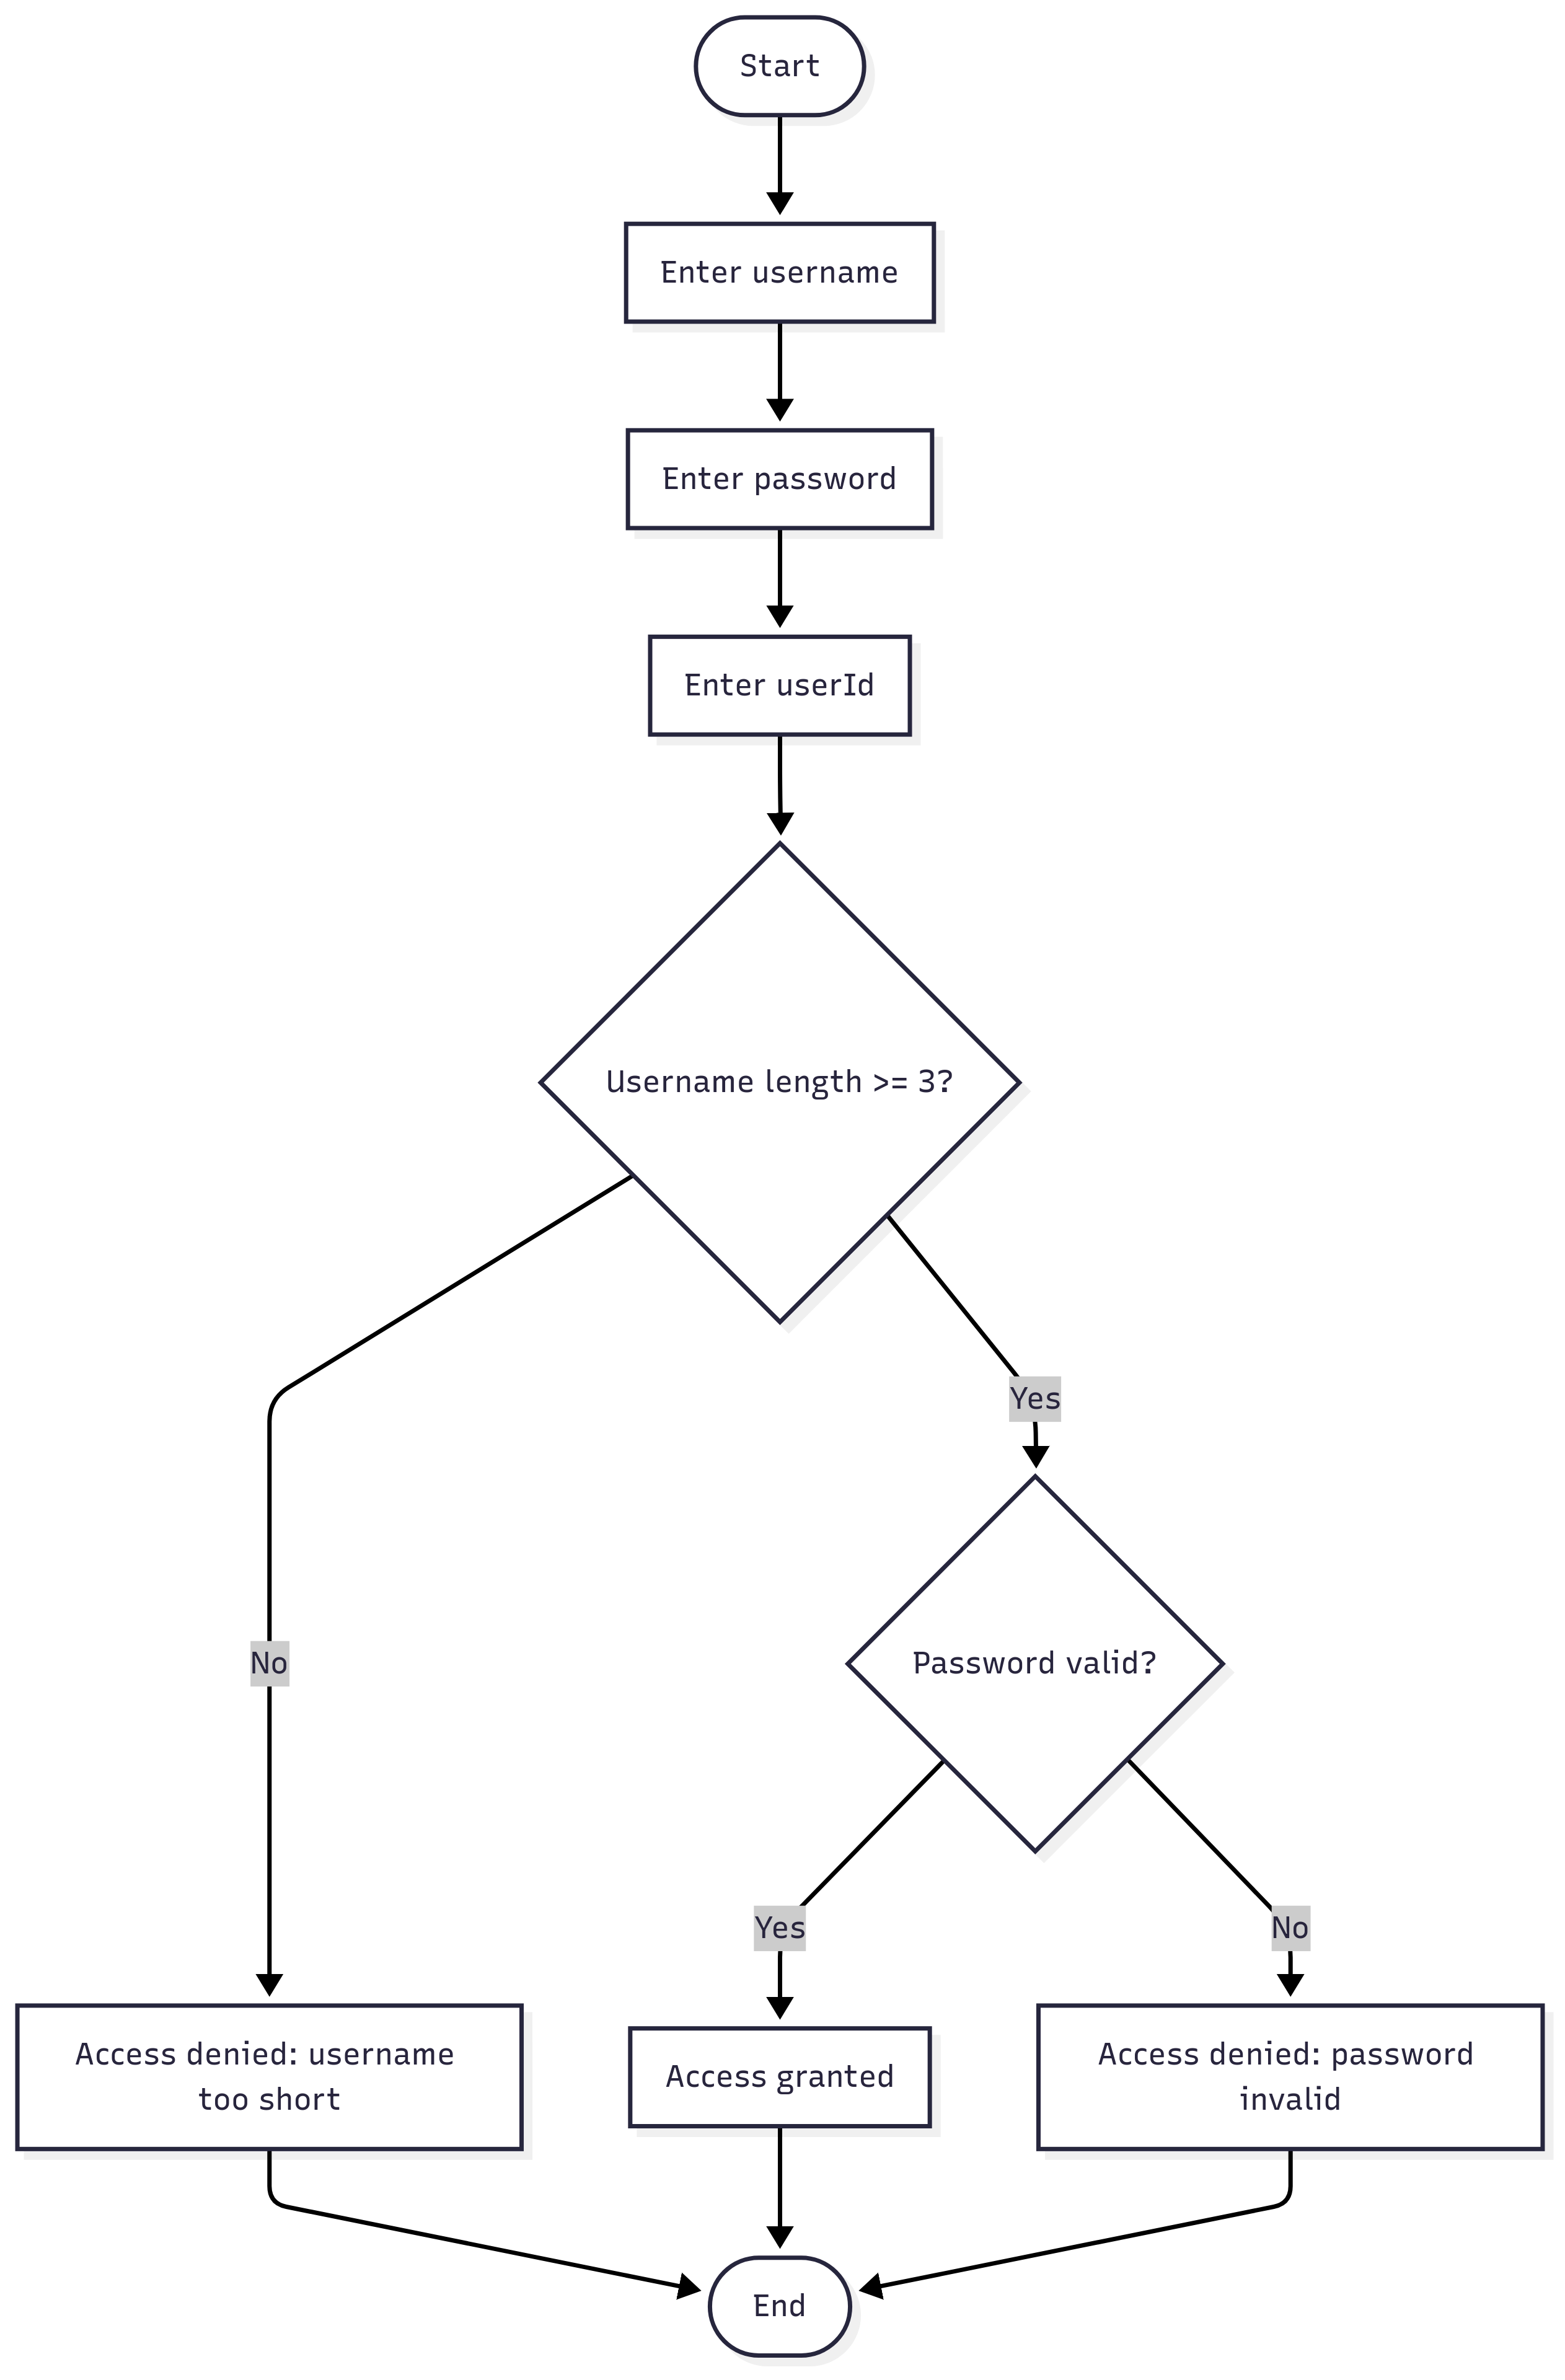 Start
Enter username
Enter password
Enter userId
Username length >= 3?
Yes
No
Password valid?
Yes
No
Access denied: username
too short
Access granted
Access denied: password
invalid
End